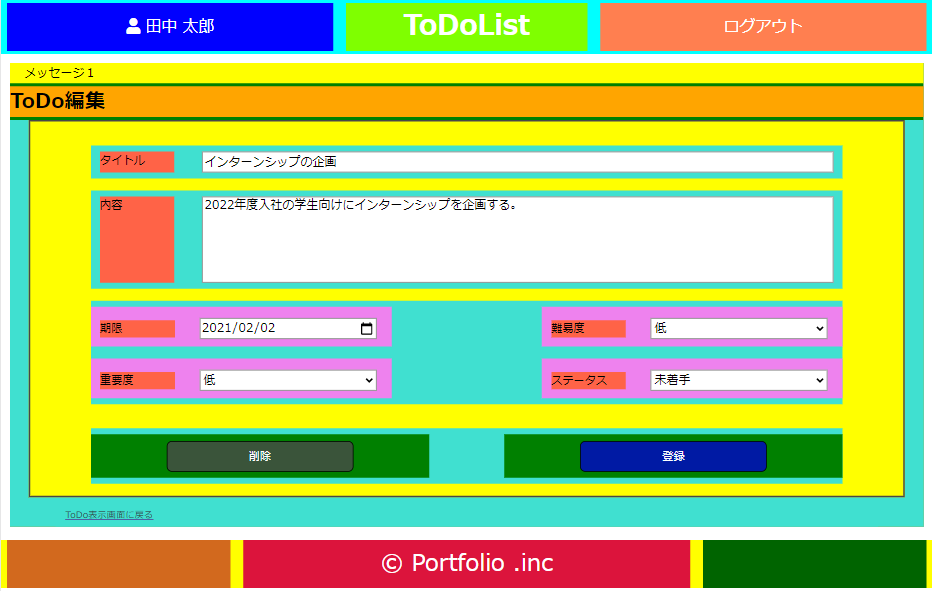 田中 太郎
ToDoList
ログアウト
メッセージ1
ToDo編集
タイトル
インターンシップの企画
内容
2022年度入社の学生向けにインターンシップを企画する。
期限
2021/02/02
難易度
低
重要度
低
ステータス
未着手
削除
登録
ToDo表示画面に戻る
© Portfolio .inc